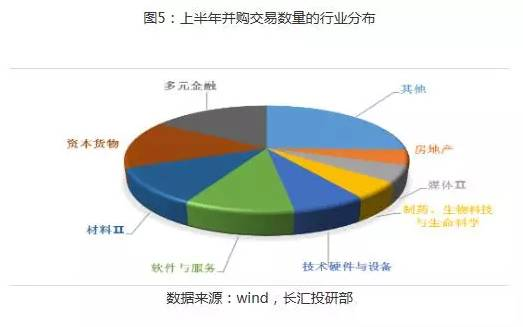 图5：上半年并购交易数量的行业分布
多元金融
其他
资本货物
房地产
媒体Ⅱ
制药、生物科技
与生命科学
材料Ⅱ
软件与服务
技术硬件与设备
数据来源：wind，长汇投研部